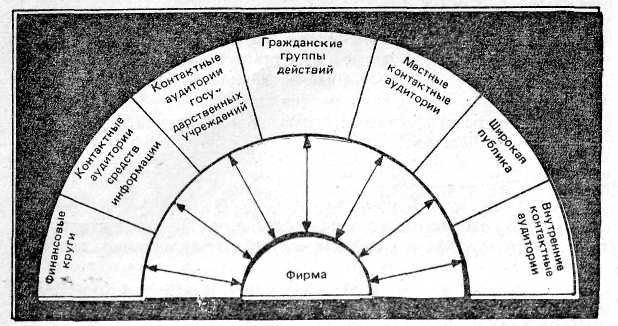 Финансовые
круги
Контактные
аудитории
средств
информации
Контактные
аудитории
госу-
дарственных
учреждений
Гражданские
группы
действий
Местные
контактные
аудитории
Широкая
публика
Внутренние
контактные
аудитории
Фирма